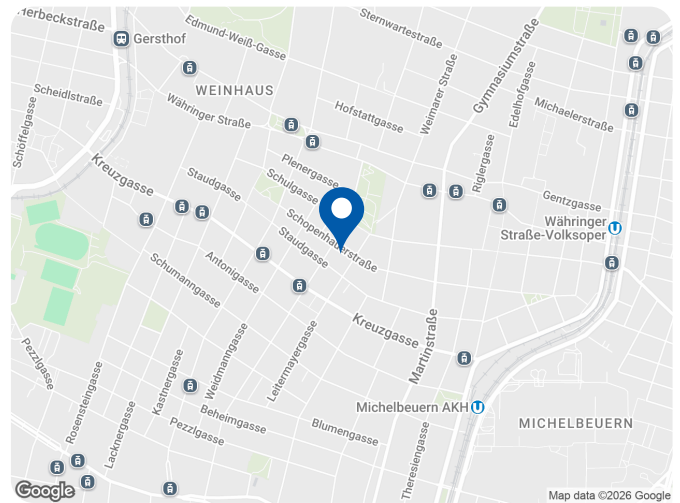 Herbeckstraße
Edmund-Weiß-Gasse
Sternwartestraße
Gersthof
Gymnasiumstraße
Weimarer Straße
Edelhofgasse
Scheidlstraße
WEINHAUS
Hofstattgasse
Michaelerstraße
Währinger Straße
Schöffelgasse
Riglergasse
Kreuzgasse
Plenergasse
Staudgasse
Schulgasse
Gentzgasse
Schopenhauerstraße
Währinger
Straße-Volksoper
Staudgasse
Antonigasse
Schumanngasse
Kreuzgasse
Martinstraße
Pezzlgasse
Weidmanngasse
Leitermayergasse
Kastnergasse
Rosensteingasse
Lacknergasse
Beheimgasse
Pezzlgasse
Blumengasse
Michelbeuern AKH
MICHELBEUERN
Theresiengasse
Google
Map data ©2026 Google